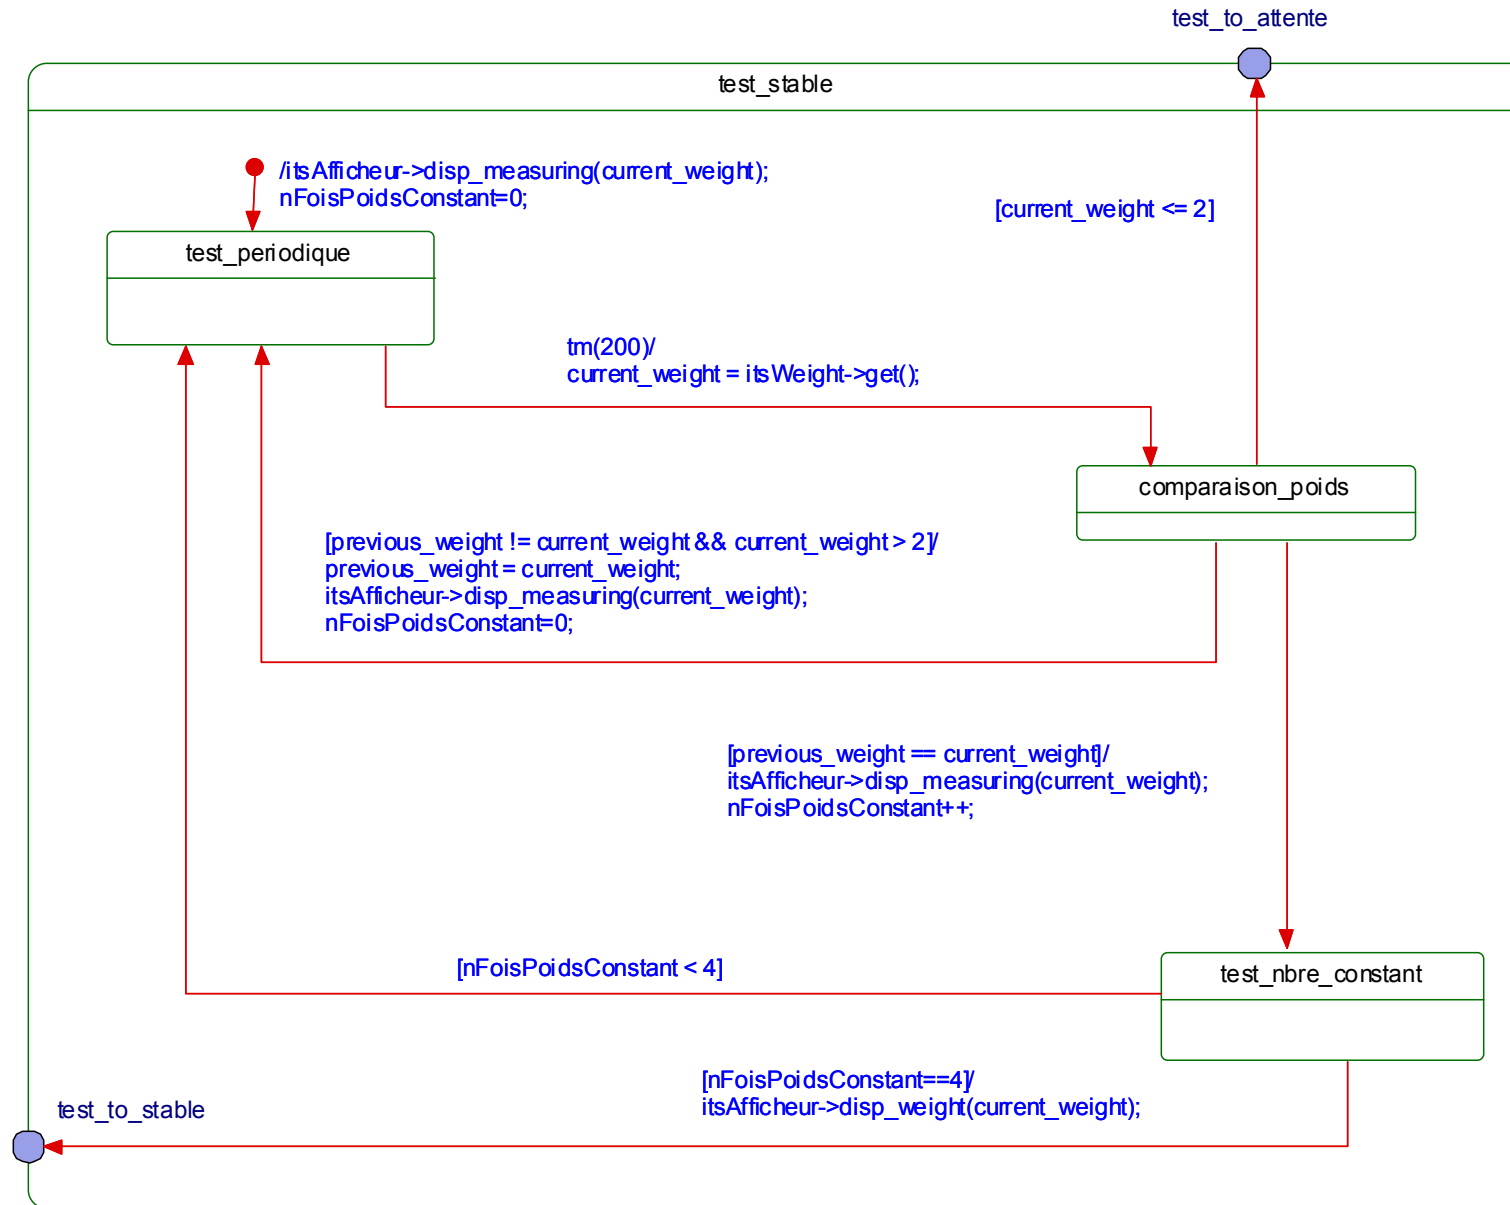 test_to_attente
test_stable
/itsAfficheur->disp_measuring(current_weight);
nFoisPoidsConstant=0;
[current_weight <= 2]
test_periodique
tm(200)/
current_weight = itsWeight->get();
comparaison_poids
[previous_weight != current_weight && current_weight > 2]/
previous_weight = current_weight;
itsAfficheur->disp_measuring(current_weight);
nFoisPoidsConstant=0;
[previous_weight == current_weight]/
itsAfficheur->disp_measuring(current_weight);
nFoisPoidsConstant++;
[nFoisPoidsConstant < 4]
test_nbre_constant
[nFoisPoidsConstant==4]/
itsAfficheur->disp_weight(current_weight);
test_to_stable